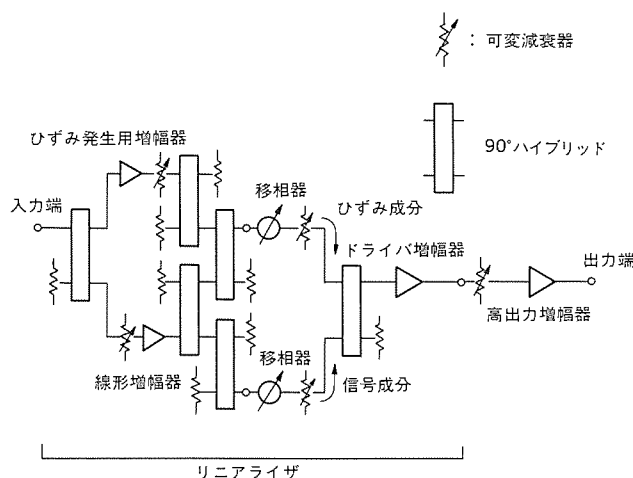 ：可変減衰器
90°ハイブリッド
ひずみ発生用増幅器
入力端
移相器
ひずみ成分
ドライバ増幅器
出力端
高出力増幅器
線形増幅器
移相器
信号成分
リニアライザ